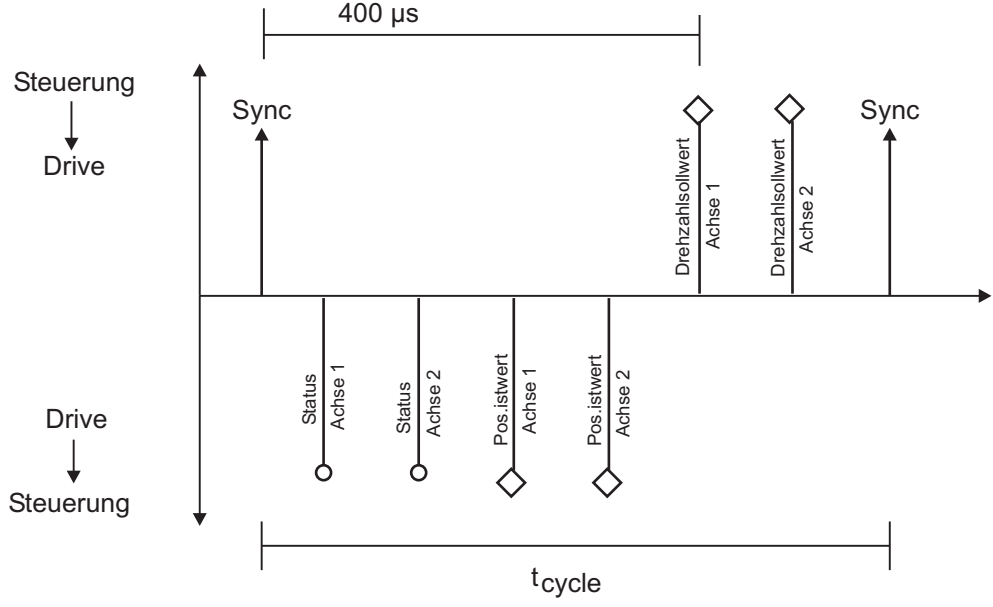 400 µs
Steuerung
Drive
Sync
Drehzahlsollwert
Achse 1
Drehzahlsollwert
Achse 2
Sync
Status
Achse 1
Status
Achse 2
Pos.istwert
Achse 1
Pos.istwert
Achse 2
Drive
Steuerung
tcycle